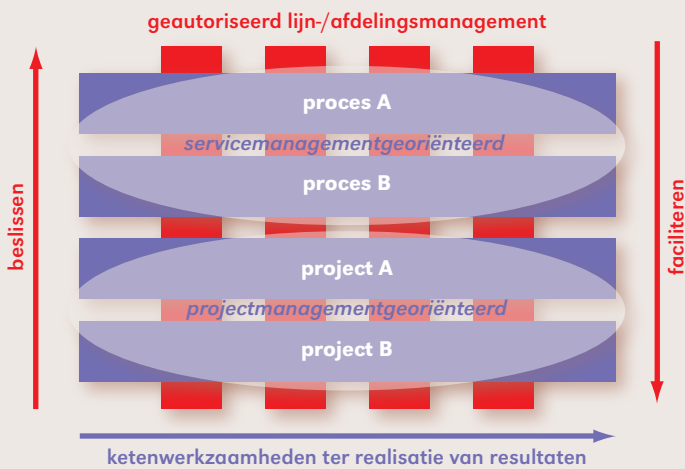 geautoriseerd lijn-/afdelingsmanagement
beslissen
proces A
servicemanagementgeoriënteerd
proces B
project A
projectmanagementgeoriënteerd
project B
faciliteren
ketenwerkzaamheden ter realisatie van resultaten